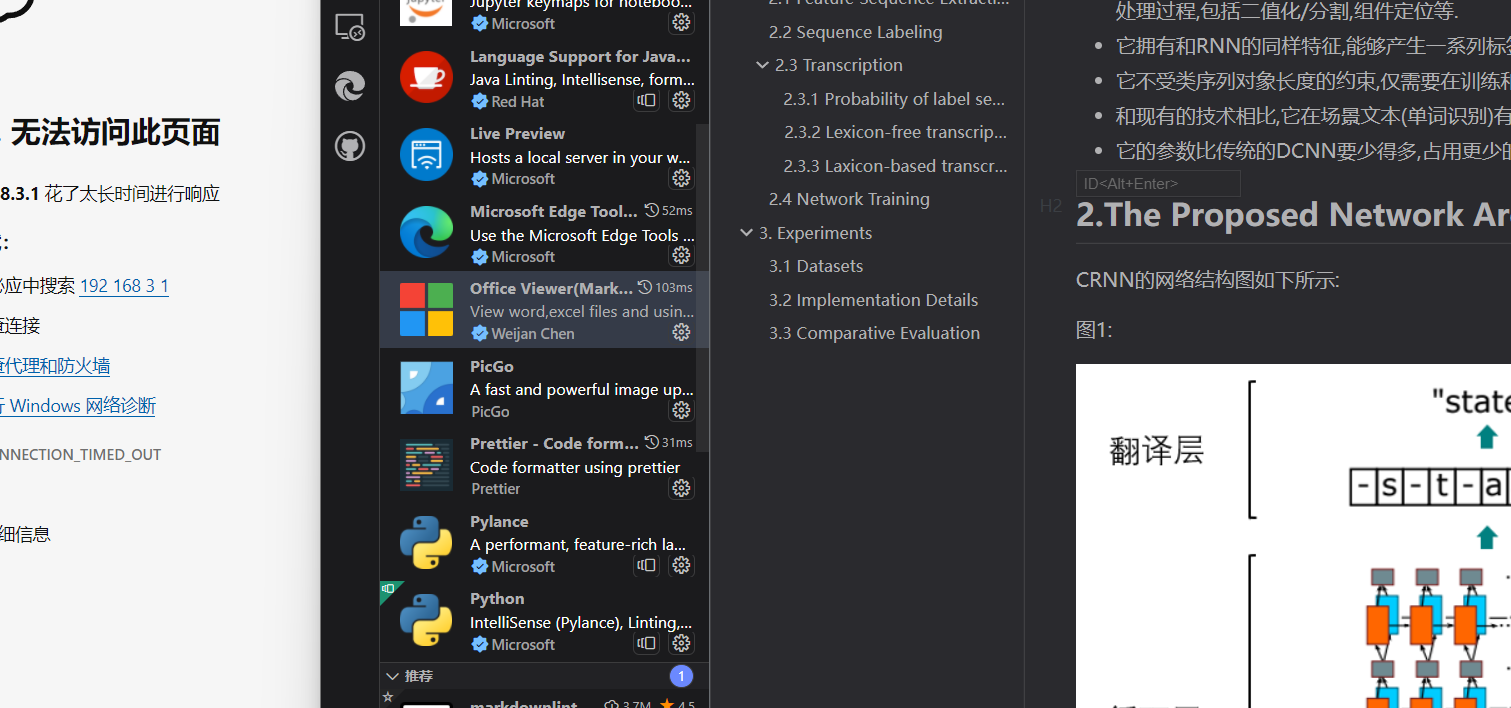 无法访问此页面
8.3.1 花了太长时间进行响应
应中搜索 192 168 3 1
连接
代理和防火墙
Windows 网络诊断
NNECTION_TIMED_OUT
细信息
Jupyter keymaps for noteboo...
Microsoft
Language Support for Java...
Java Linting, Intellisense, form...
Red Hat
Live Preview
Hosts a local server in your w...
Microsoft
Microsoft Edge Tool... 52ms
Use the Microsoft Edge Tools ...
Microsoft
Office Viewer(Mark... 103ms
View word,excel files and usin...
Weijan Chen
PicGo
A fast and powerful image up...
PicGo
Prettier - Code form... 31ms
Code formatter using prettier
Prettier
Pylance
A performant, feature-rich la...
Microsoft
Python
IntelliSense (Pylance), Linting,...
Microsoft
推荐 1
markdownlint 3.7M 4.5
2.1 Feature Sequence Extracti...
2.2 Sequence Labeling
2.3 Transcription
2.3.1 Probability of label se...
2.3.2 Lexicon-free transcrip...
2.3.3 Laxicon-based transcr...
2.4 Network Training
3. Experiments
3.1 Datasets
3.2 Implementation Details
3.3 Comparative Evaluation
处理过程,包括二值化/分割,组件定位等.
它拥有和RNN的同样特征,能够产生一系列标签
它不受类序列对象长度的约束,仅需要在训练和
和现有的技术相比,它在场景文本(单词识别)有
它的参数比传统的DCNN要少得多,占用更少的
ID<Alt+Enter>
H2
2.The Proposed Network Ar
CRNN的网络结构图如下所示:
图1:
"state
翻译层
-s-t-a